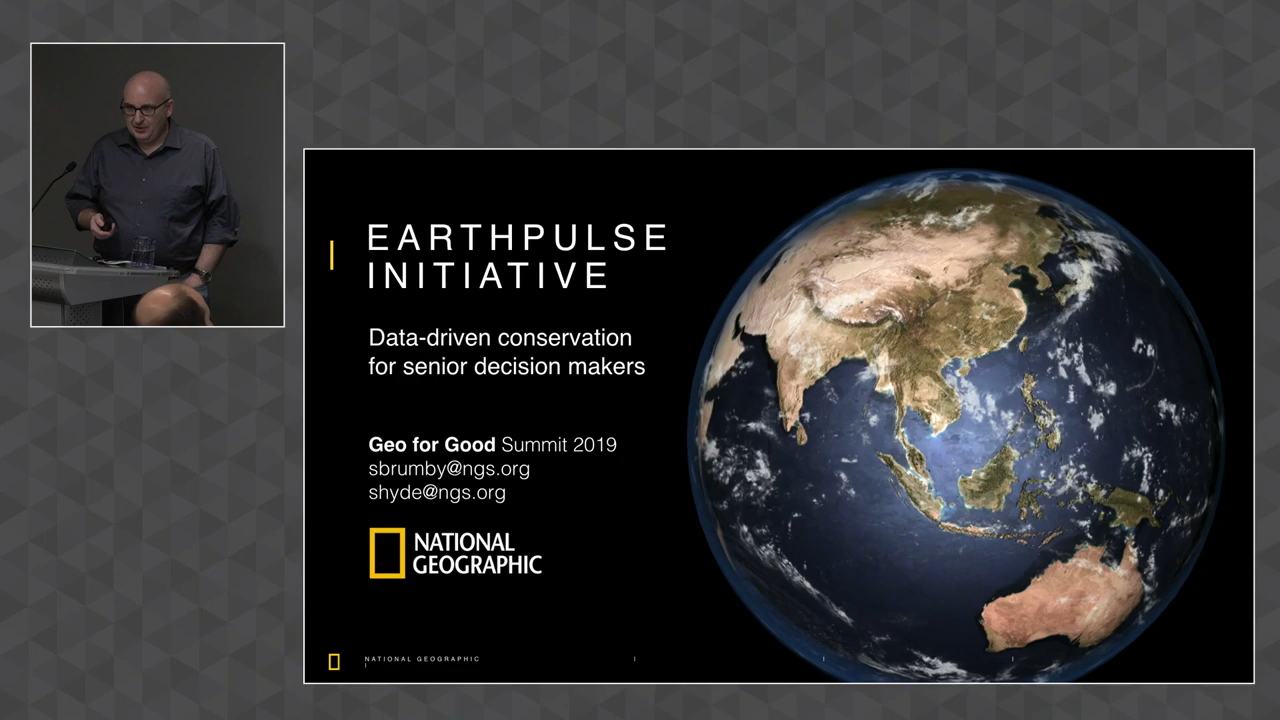 EARTHPULSE
INITIATIVE
Data-driven conservation
for senior decision makers
Geo for Good Summit 2019
sbrumby@ngs.org
shyde@ngs.org
NATIONAL
GEOGRAPHIC
NATIONAL GEOGRAPHIC